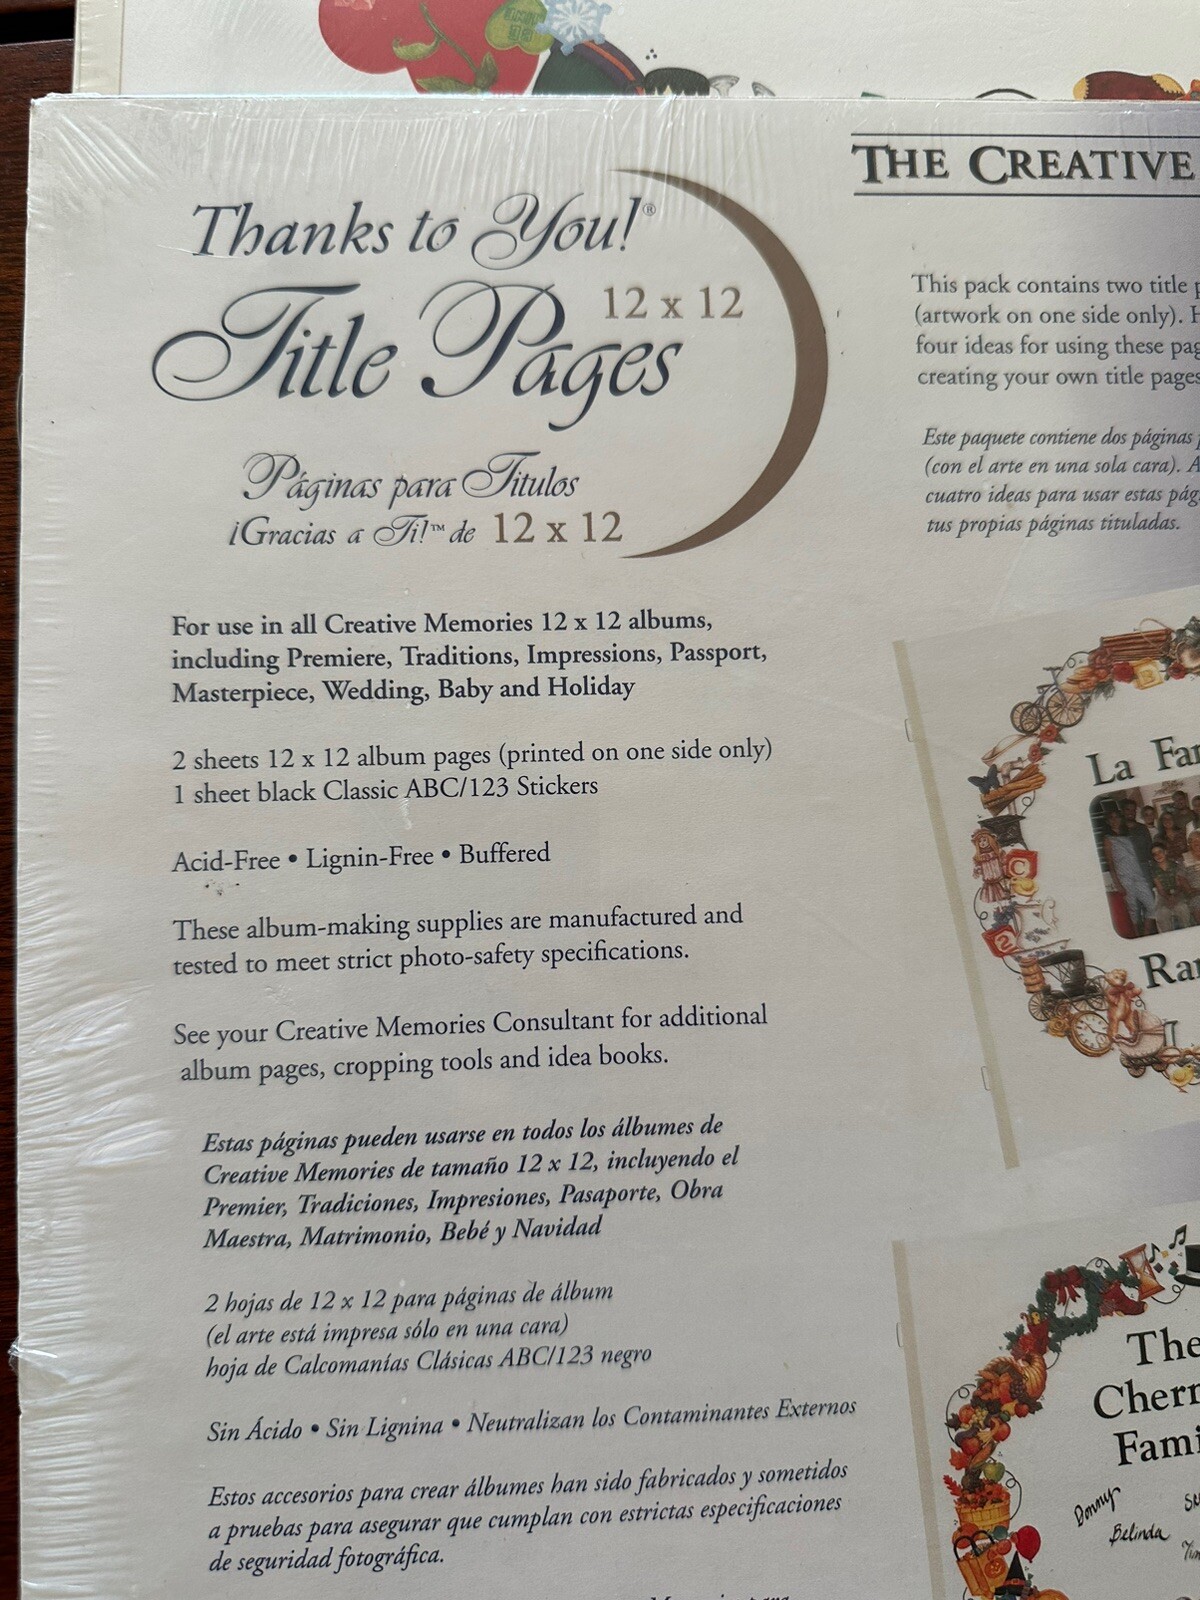 Thanks to You!®
Title Pages
12 x 12
Páginas para Titulos
¡Gracias a Ti!™ de 12 x 12
For use in all Creative Memories 12 x 12 albums,
including Premiere, Traditions, Impressions, Passport,
Masterpiece, Wedding, Baby and Holiday
2 sheets 12 x 12 album pages (printed on one side only)
1 sheet black Classic ABC/123 Stickers
Acid-Free • Lignin-Free • Buffered
These album-making supplies are manufactured and
tested to meet strict photo-safety specifications.
See your Creative Memories Consultant for additional
album pages, cropping tools and idea books.
Estas páginas pueden usarse en todos los álbumes de
Creative Memories de tamaño 12 x 12, incluyendo el
Premier, Tradiciones, Impresiones, Pasaporte, Obra
Maestra, Matrimonio, Bebé y Navidad
2 hojas de 12 x 12 para páginas de álbum
(el arte está impresa sólo en una cara)
hoja de Calcomanías Clásicas ABC/123 negro
Sin Ácido • Sin Lignina • Neutralizan los Contaminantes Externos
Estos accesorios para crear álbumes han sido fabricados y sometidos
a pruebas para asegurar que cumplan con estrictas especificaciones
de seguridad fotográfica.
THE CREATIVE
This pack contains two title
(artwork on one side only).
four ideas for using these
creating your own title pages
Este paquete contiene dos páginas
(con el arte en una sola cara).
cuatro ideas para usar estas
tus propias páginas tituladas.
La
The
Donny
Belinda